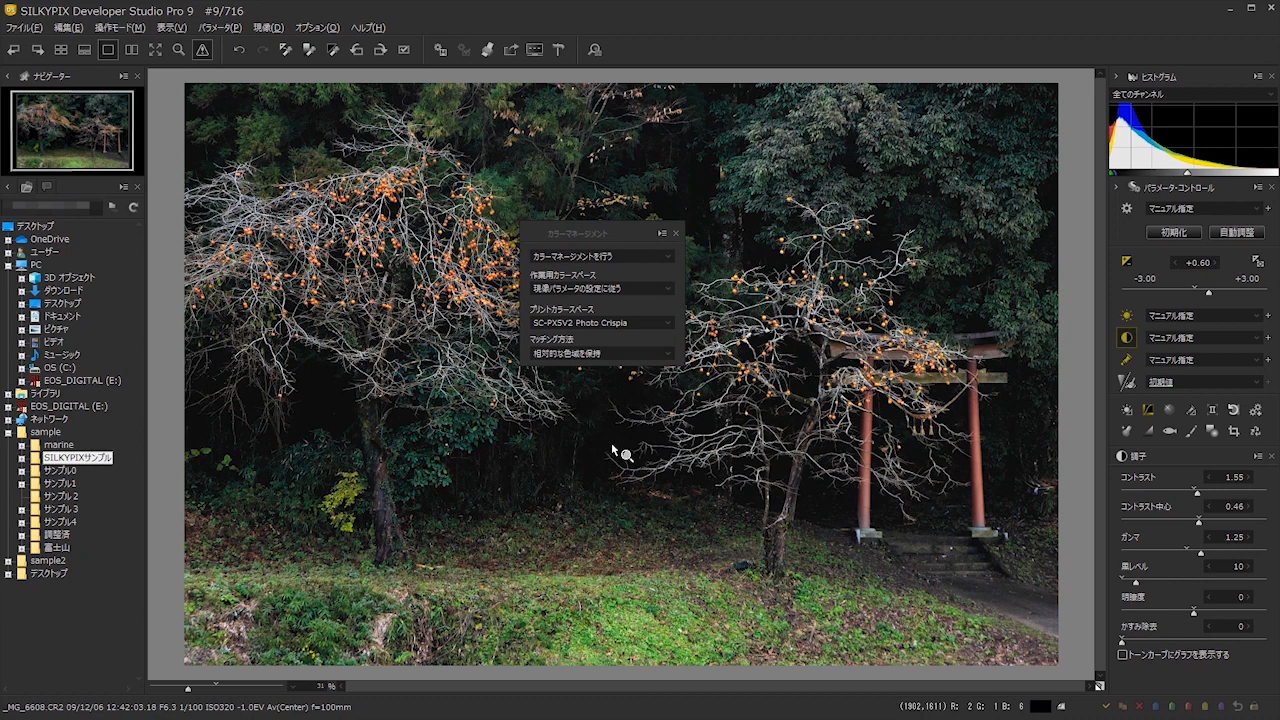 SILKYPIX Developer Studio Pro 9 #9/716
ファイル(F) 編集(E) 操作モード(M) 表示(V) パラメータ(P) 現像(D) オプション(O) ヘルプ(H)
ナビゲーター
デスクトップ
OneDrive
ユーザー
PC
3D オブジェクト
ダウンロード
デスクトップ
ドキュメント
ピクチャ
ビデオ
ミュージック
OS (C:)
EOS_DIGITAL (E:)
ライブラリ
EOS_DIGITAL (E:)
ネットワーク
sample
marine
SILKYPIXサンプル
サンプル0
サンプル1
サンプル2
サンプル3
サンプル4
調整済
富士山
sample2
デスクトップ
カラーマネージメント
カラーマネージメントを行う
作業用カラースペース
現像パラメータの設定に従う
プリントカラースペース
SC-PX5V2 Photo Crispia
マッチング方法
相対的な色域を保持
ヒストグラム
全てのチャンネル
パラメータ・コントロール
マニュアル指定
初期化 自動調整
+0.60
-3.00 +3.00
マニュアル指定
マニュアル指定
マニュアル指定
初期値
調子
コントラスト 1.55
コントラスト中心 0.46
ガンマ 1.25
黒レベル 10
明瞭度 0
かすみ除去 0
トーンカーブにグラフを表示する
31 %
_MG_6608.CR2 09/12/06 12:42:03.18 F6.3 1/100 ISO320 -1.0EV Av(Center) f=100mm
(1902,1611) R: 2 G: 1 B: 6